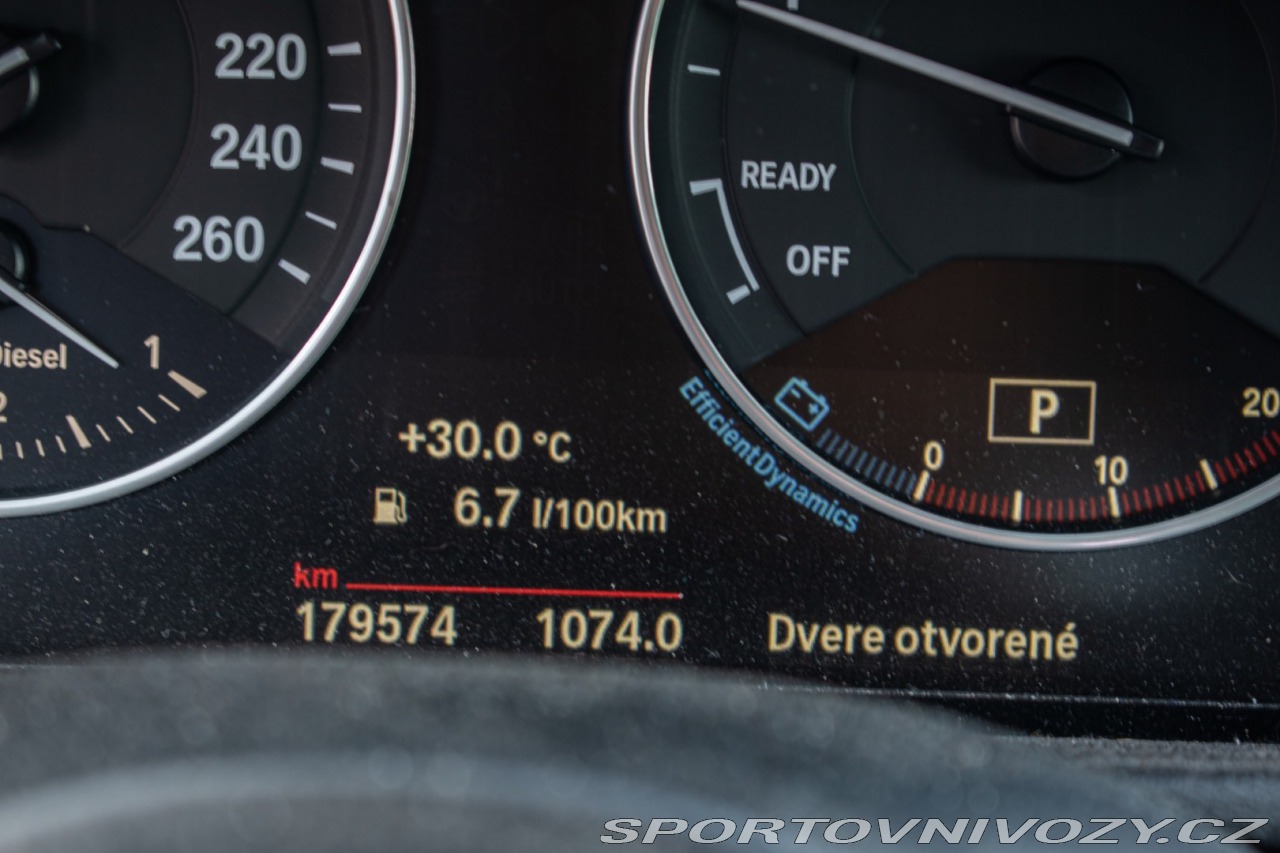 220
240
260
Diesel
1
2
READY
OFF
EfficientDynamics
P
0
10
20
+30.0 °C
6.7 l/100km
km
179574 1074.0
Dvere otvorené
SPORTOVNIVOZY.CZ